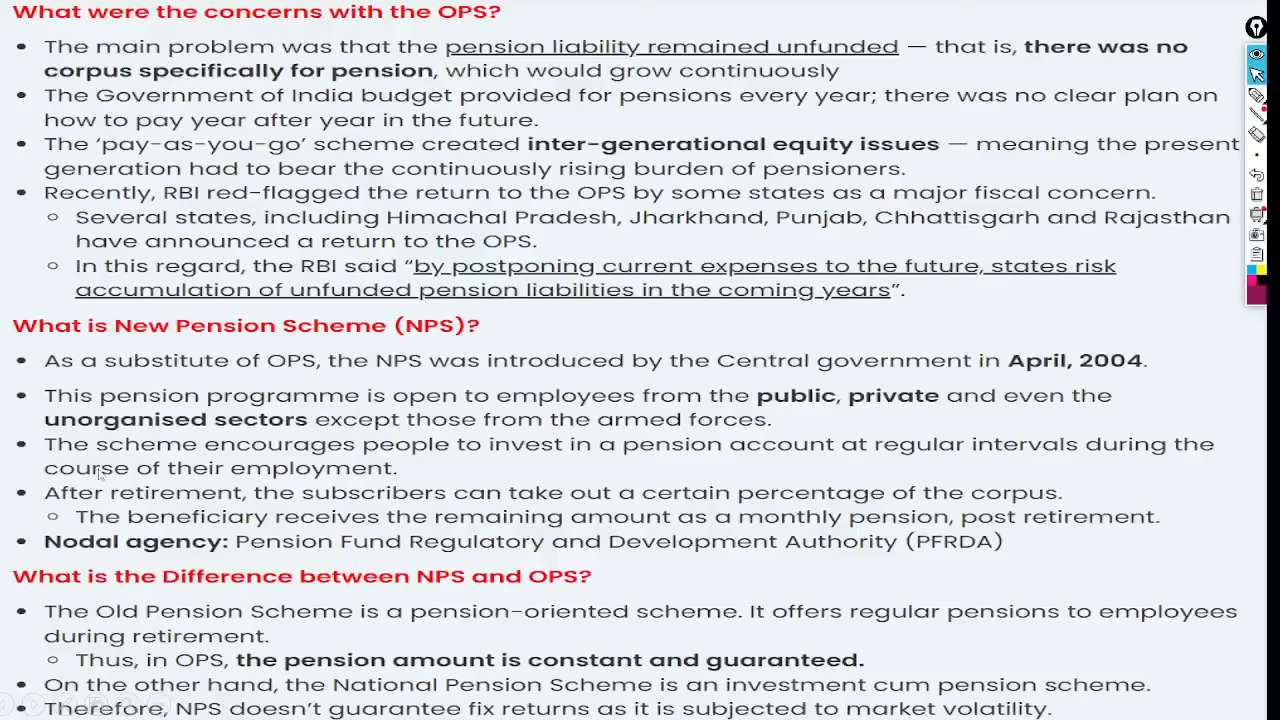 What were the concerns with the OPS?
• The main problem was that the pension liability remained unfunded — that is, there was no
corpus specifically for pension, which would grow continuously
• The Government of India budget provided for pensions every year; there was no clear plan on
how to pay year after year in the future.
• The ‘pay-as-you-go’ scheme created inter-generational equity issues — meaning the present
generation had to bear the continuously rising burden of pensioners.
• Recently, RBI red-flagged the return to the OPS by some states as a major fiscal concern.
○ Several states, including Himachal Pradesh, Jharkhand, Punjab, Chhattisgarh and Rajasthan
have announced a return to the OPS.
○ In this regard, the RBI said “by postponing current expenses to the future, states risk
accumulation of unfunded pension liabilities in the coming years”.
What is New Pension Scheme (NPS)?
• As a substitute of OPS, the NPS was introduced by the Central government in April, 2004.
• This pension programme is open to employees from the public, private and even the
unorganised sectors except those from the armed forces.
• The scheme encourages people to invest in a pension account at regular intervals during the
course of their employment.
• After retirement, the subscribers can take out a certain percentage of the corpus.
○ The beneficiary receives the remaining amount as a monthly pension, post retirement.
• Nodal agency: Pension Fund Regulatory and Development Authority (PFRDA)
What is the Difference between NPS and OPS?
• The Old Pension Scheme is a pension-oriented scheme. It offers regular pensions to employees
during retirement.
○ Thus, in OPS, the pension amount is constant and guaranteed.
• On the other hand, the National Pension Scheme is an investment cum pension scheme.
• Therefore, NPS doesn’t guarantee fix returns as it is subjected to market volatility.